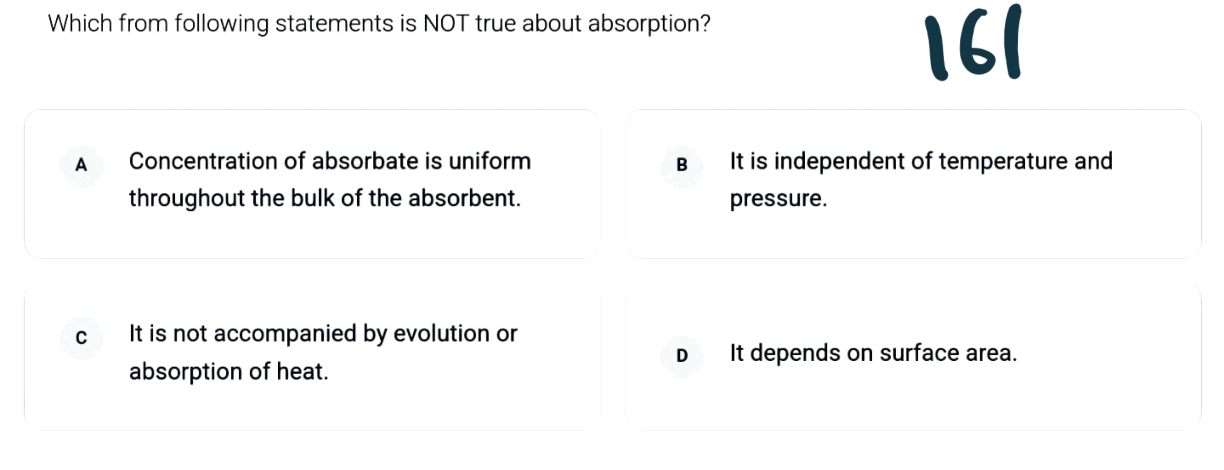 Which from following statements is NOT true about absorption?
161
A
Concentration of absorbate is uniform
throughout the bulk of the absorbent.
B
It is independent of temperature and
pressure.
C
It is not accompanied by evolution or
absorption of heat.
D
It depends on surface area.